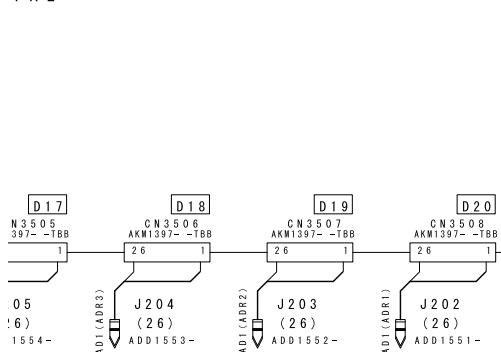 D17
D18
D19
D20
N3505
CN3506
CN3507
CN3508
397- -TBB
AKM1397- -TBB
AKM1397- -TBB
AKM1397- -TBB
1
26 1
26 1
26
05
J204
J203
J202
26)
(26)
(26)
(26)
1554-
ADD1553-
ADD1552-
ADD1551-
AD1(ADR3)
AD1(ADR2)
AD1(ADR1)